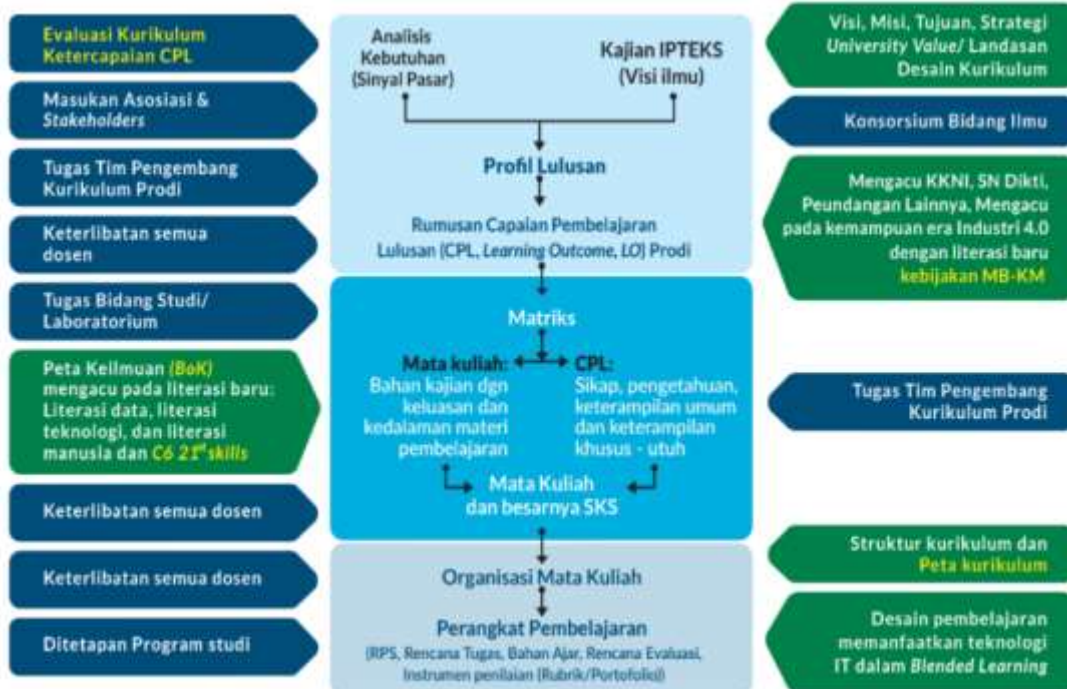 Evaluasi Kurikulum
Ketercapaian CPL
Masukan Asosiasi &
Stakeholders
Tugas Tim Pengembang
Kurikulum Prodi
Keterlibatan semua
dosen
Tugas Bidang Studi/
Laboratorium
Peta Keilmuan (BoK)
mengacu pada literasi baru:
Literasi data, literasi
teknologi, dan literasi
manusia dan C6 21st skills
Keterlibatan semua dosen
Keterlibatan semua dosen
Ditetapan Program studi
Analisis
Kebutuhan
(Sinyal Pasar)
Kajian IPTEKS
(Visi ilmu)
Profil Lulusan
Rumusan Capaian Pembelajaran
Lulusan (CPL, Learning Outcome, LO) Prodi
Matriks
Mata kuliah:
Bahan kajian dgn
keluasan dan
kedalaman materi
pembelajaran
CPL:
Sikap, pengetahuan,
keterampilan umum
dan keterampilan
khusus - utuh
Mata Kuliah
dan besarnya SKS
Organisasi Mata Kuliah
Perangkat Pembelajaran
(RPS, Rencana Tugas, Bahan Ajar, Rencana Evaluasi,
Instrumen penilaian (Rubrik/Portofolio))
Visi, Misi, Tujuan, Strategi
University Value/ Landasan
Desain Kurikulum
Konsorsium Bidang Ilmu
Mengacu KKNI, SN Dikti,
Peundangan Lainnya, Mengacu
pada kemampuan era Industri 4.0
dengan literasi baru
kebijakan MB-KM
Tugas Tim Pengembang
Kurikulum Prodi
Struktur kurikulum dan
Peta kurikulum
Desain pembelajaran
memanfaatkan teknologi
IT dalam Blended Learning